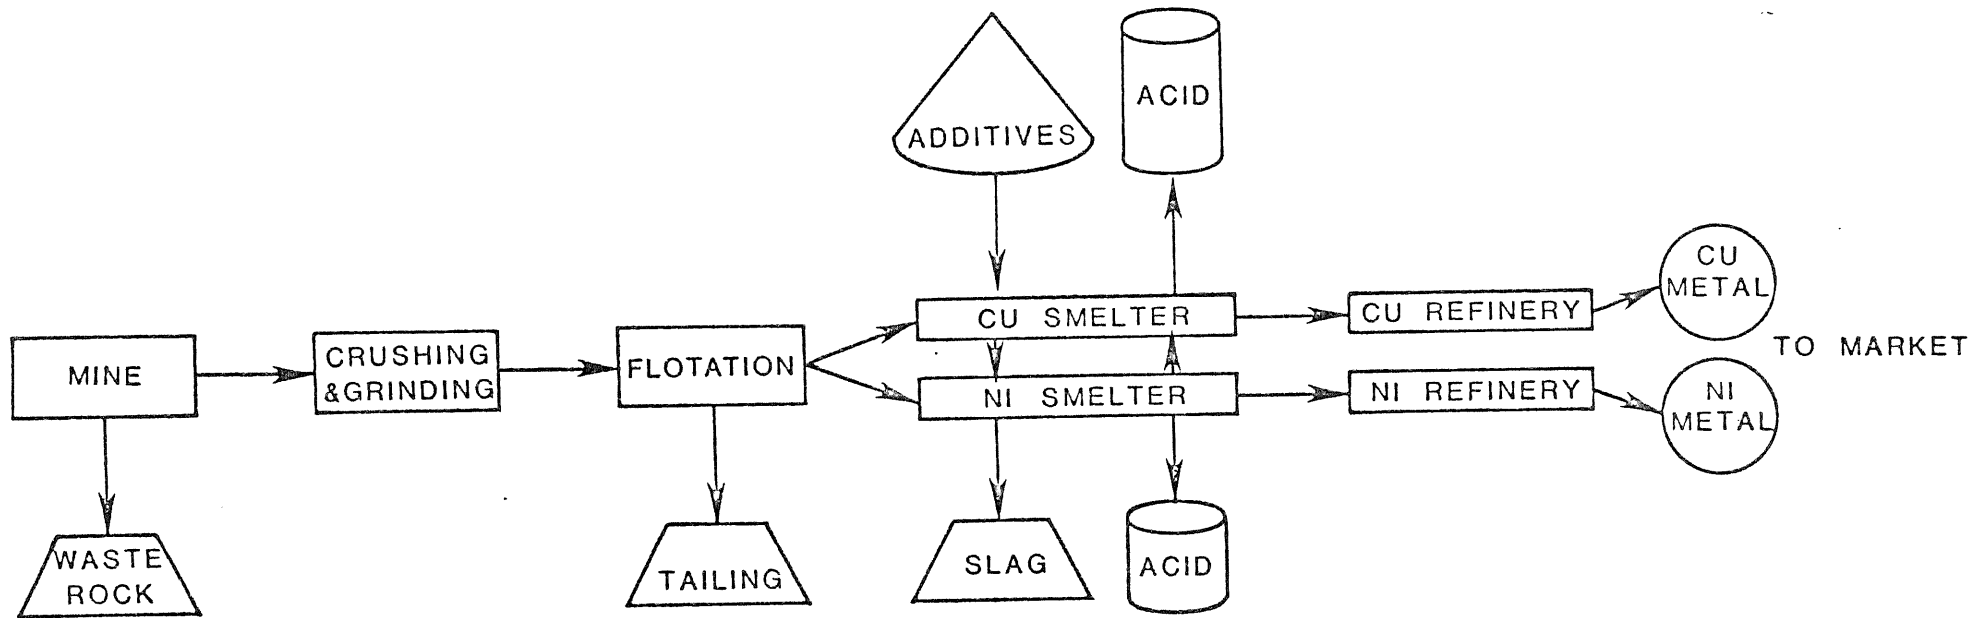 ADDITIVES
ACID
CU
METAL
CU SMELTER
CU REFINERY
TO MARKET
MINE
CRUSHING
&GRINDING
FLOTATION
NI SMELTER
NI REFINERY
NI
METAL
WASTE
ROCK
TAILING
SLAG
ACID